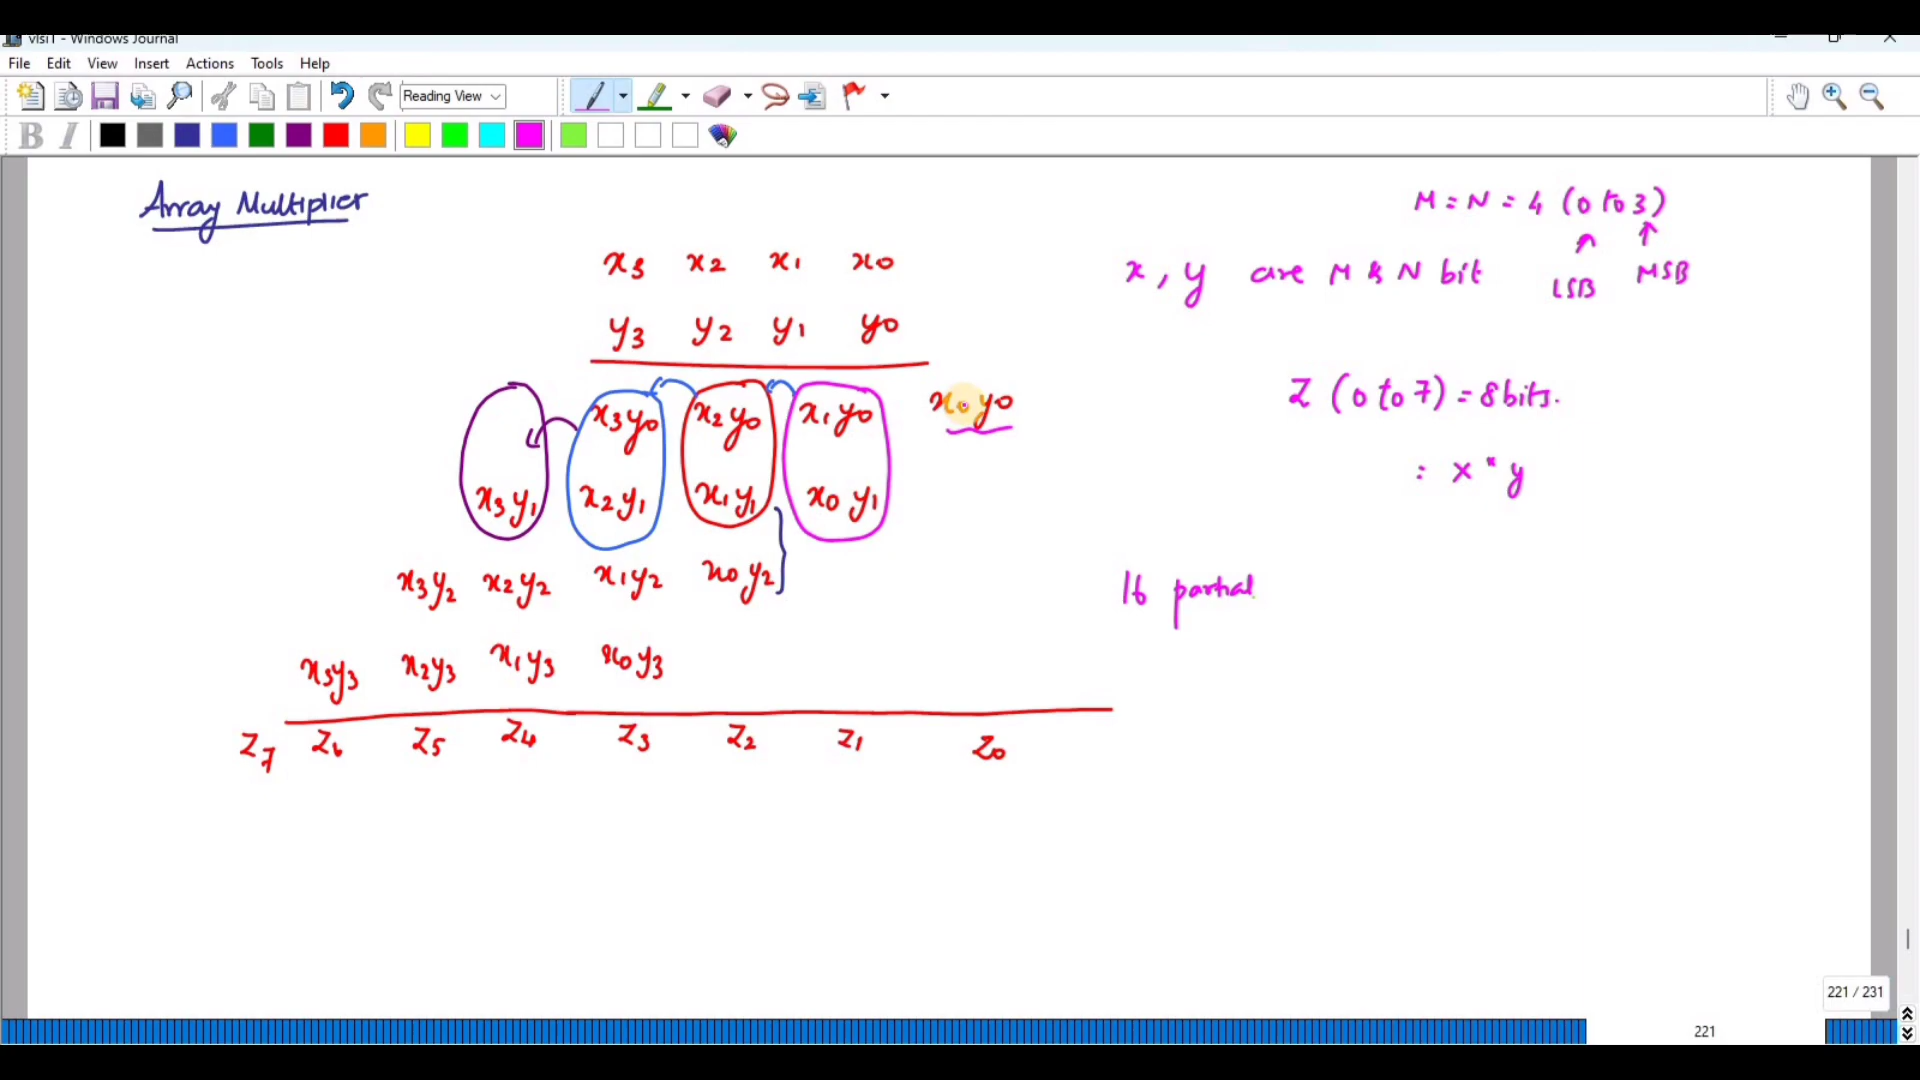 vlsi1 - Windows Journal
File Edit View Insert Actions Tools Help
Reading View
B I
Array Multiplier
M = N = 4 (0 to 3)
LSB MSB
x, y are M & N bit
x3 x2 x1 x0
y3 y2 y1 y0
x3y0 x2y0 x1y0 x0y0
x3y1 x2y1 x1y1 x0y1
x3y2 x2y2 x1y2 x0y2
x3y3 x2y3 x1y3 x0y3
Z7 Z6 Z5 Z4 Z3 Z2 Z1 Z0
Z (0 to 7) = 8 bits.
: x * y
16 partial
221 / 231
221